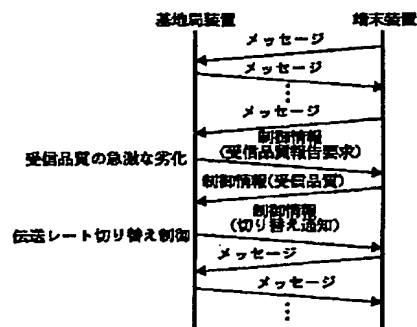 基地局装置
端末装置
メッセージ
メッセージ
メッセージ
制御情報
(受信品質報告要求)
受信品質の急激な劣化
制御情報(受信品質)
制御情報
(切り替え通知)
伝送レート切り替え制御
メッセージ
メッセージ